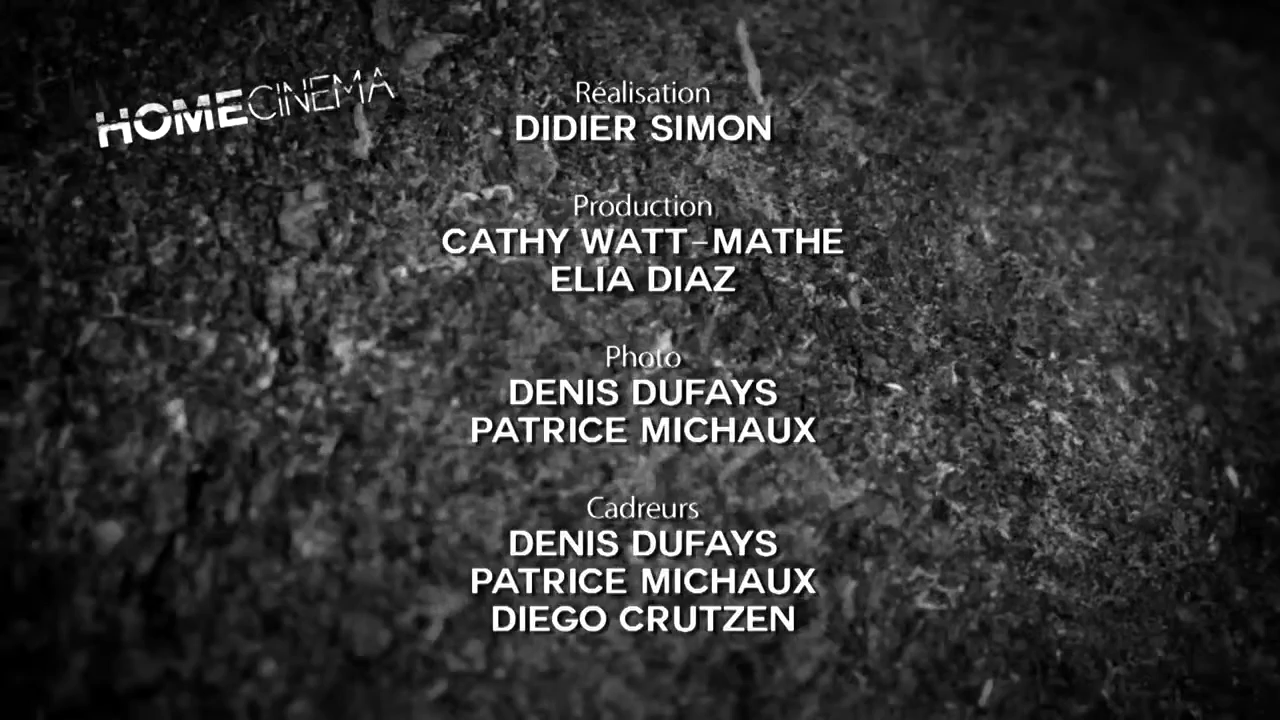 HOMECINEMA
Réalisation
DIDIER SIMON
Production
CATHY WATT-MATHE
ELIA DIAZ
Photo
DENIS DUFAYS
PATRICE MICHAUX
Cadreurs
DENIS DUFAYS
PATRICE MICHAUX
DIEGO CRUTZEN